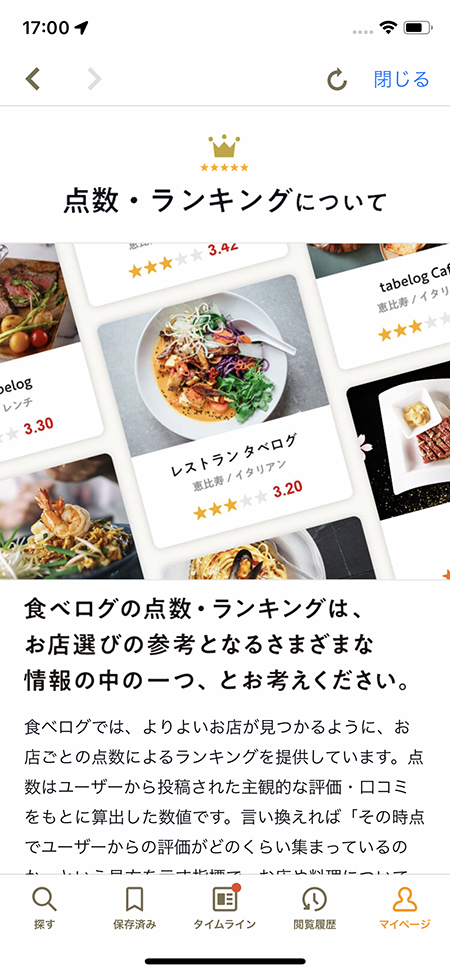 17:00
閉じる
点数・ランキングについて
恵比寿
3.42
tabelog Caf
恵比寿 / イタリ
belog
レンチ
3.30
レストラン タベログ
恵比寿 / イタリアン
3.20
食べログの点数・ランキングは、
お店選びの参考となるさまざまな
情報の中の一つ、とお考えください。
食べログでは、よりよいお店が見つかるように、お
店ごとの点数によるランキングを提供しています。点
数はユーザーから投稿された主観的な評価・口コミ
をもとに算出した数値です。言い換えれば「その時点
でユーザーからの評価がどのくらい集まっているの
探す
保存済み
タイムライン
閲覧履歴
マイページ